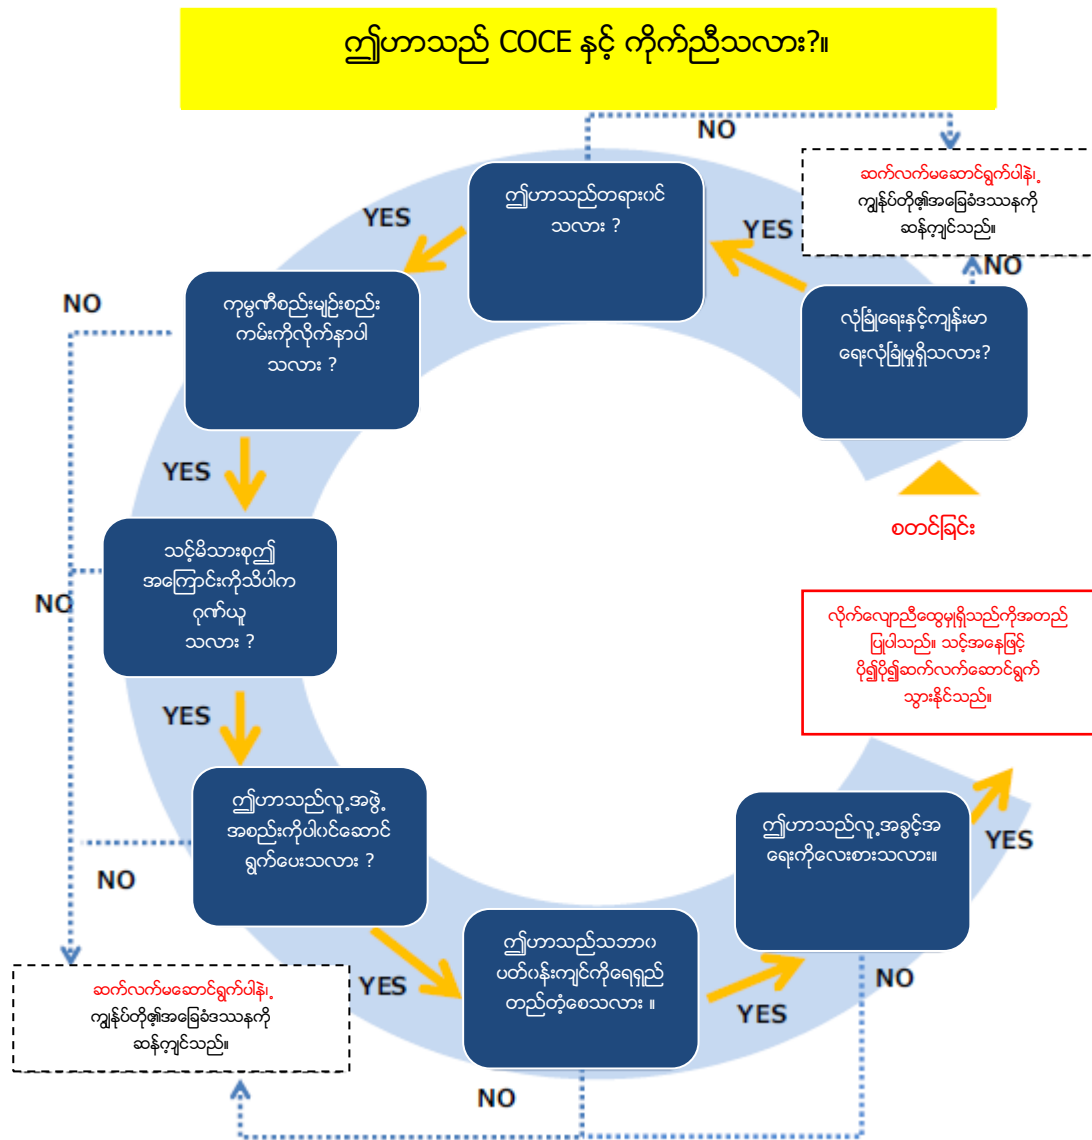 ဤဟာသည် COCE နှင့် ကိုက်ညီသလား?။
NO
ဆက်လက်မဆောင်ရွက်ပါနဲ့၊
ကျွန်ုပ်တို့၏အခြေခံဒဿနကို
ဆန့်ကျင်သည်။
YES
ဤဟာသည်တရားဝင်
သလား ?
YES
NO
NO
ကုမ္ပဏီစည်းမျဉ်းစည်း
ကမ်းကိုလိုက်နာပါ
သလား ?
လုံခြုံရေးနှင့်ကျန်းမာ
ရေးလုံခြုံမှုရှိသလား?
YES
စတင်ခြင်း
သင့်မိသားစုဤ
အကြောင်းကိုသိပါက
ဂုဏ်ယူ
သလား ?
NO
လိုက်လျောညီထွေမှုရှိသည်ကိုအတည်
ပြုပါသည်။ သင့်အနေဖြင့်
ပို၍ပို၍ဆက်လက်ဆောင်ရွက်
သွားနိုင်သည်။
YES
ဤဟာသည်လူ့အဖွဲ့
အစည်းကိုပါဝင်ဆောင်
ရွက်ပေးသလား ?
NO
ဤဟာသည်လူ့အခွင့်အ
ရေးကိုလေးစားသလား။
YES
ဤဟာသည်သဘာဝ
ပတ်ဝန်းကျင်ကိုရေရှည်
တည်တံ့စေသလား ။
YES
YES
NO
ဆက်လက်မဆောင်ရွက်ပါနဲ့၊
ကျွန်ုပ်တို့၏အခြေခံဒဿနကို
ဆန့်ကျင်သည်။
NO